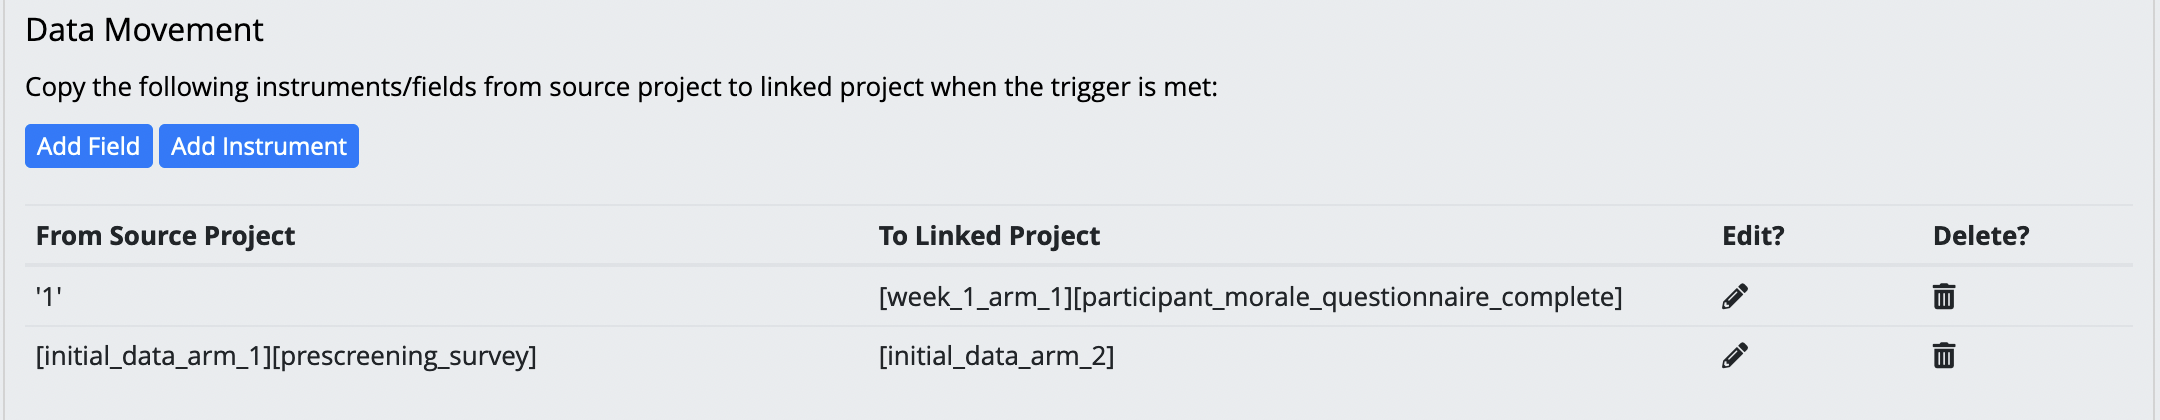 Data Movement
Copy the following instruments/fields from source project to linked project when the trigger is met:
Add Field Add Instrument
From Source Project To Linked Project Edit? Delete?
'1' [week_1_arm_1][participant_morale_questionnaire_complete]
[initial_data_arm_1][prescreening_survey] [initial_data_arm_2]